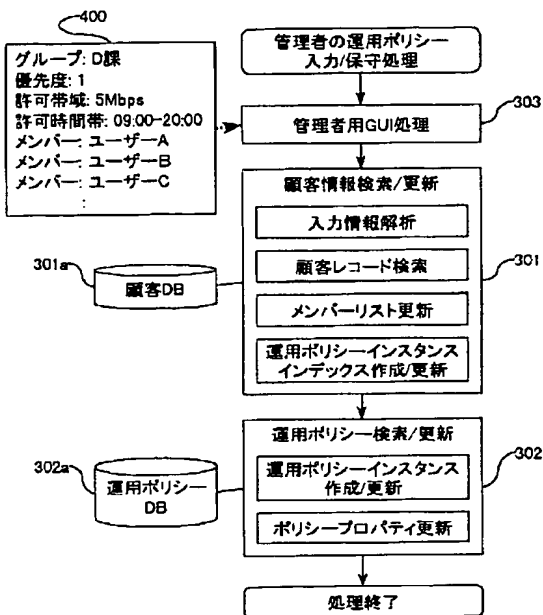 400
グループ: D課
優先度: 1
許可帯域: 5Mbps
許可時間帯: 09:00-20:00
メンバー: ユーザーA
メンバー: ユーザーB
メンバー: ユーザーC
:
管理者の運用ポリシー
入力/保守処理
303
管理者用GUI処理
顧客情報検索/更新
入力情報解析
301
顧客レコード検索
301a
顧客DB
メンバーリスト更新
運用ポリシーインスタンス
インデックス作成/更新
運用ポリシー検索/更新
302
運用ポリシーインスタンス
作成/更新
302a
運用ポリシー
DB
ポリシープロパティ更新
処理終了